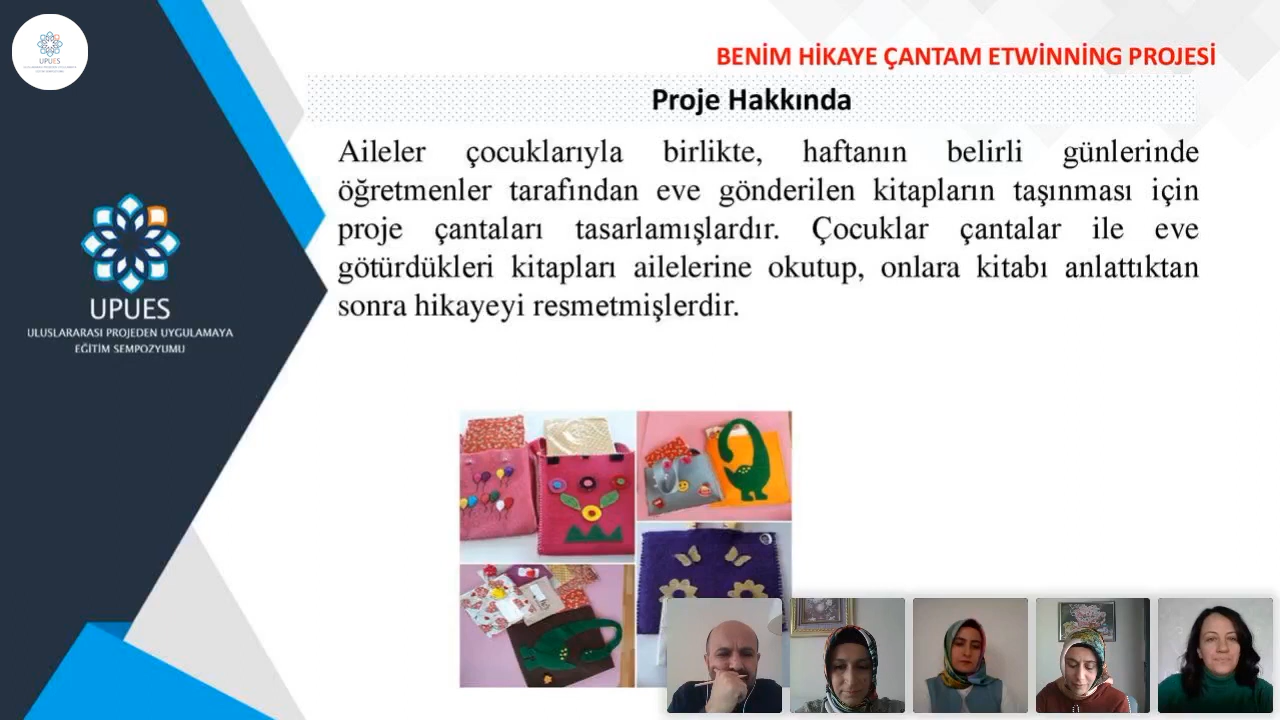 UPUES
BENİM HİKAYE ÇANTAM ETWİNNİNG PROJESİ
Proje Hakkında
Aileler çocuklarıyla birlikte, haftanın belirli günlerinde
öğretmenler tarafından eve gönderilen kitapların taşınması için
proje çantaları tasarlamışlardır. Çocuklar çantalar ile eve
götürdükleri kitapları ailelerine okutup, onlara kitabı anlattıktan
sonra hikayeyi resmetmişlerdir.
UPUES
ULUSLARARASI PROJEDEN UYGULAMAYA
EĞİTİM SEMPOZYUMU